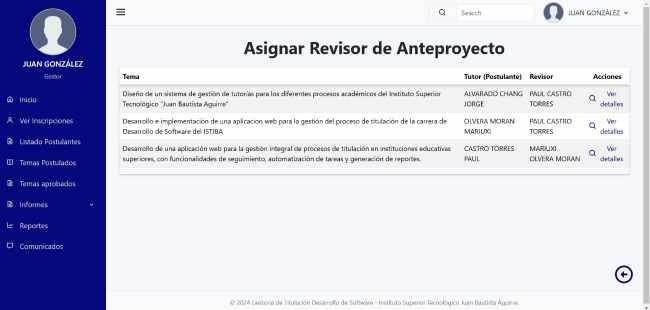 JUAN GONZÁLEZ
Gestor
Inicio
Ver Inscripciones
Listado Postulantes
Temas Postulados
Temas aprobados
Informes
Reportes
Comunicados
Search
JUAN GONZÁLEZ
Asignar Revisor de Anteproyecto
Tema Tutor (Postulante) Revisor Acciones
Diseño de un sistema de gestión de tutorías para los diferentes procesos académicos del Instituto Superior
Tecnológico "Juan Bautista Aguirre"
ALVARADO CHANG
JORGE
PAUL CASTRO
TORRES
Ver
detalles
Desarrollo e implementación de una aplicacion web para la gestión del proceso de titulación de la carrera de
Desarrollo de Software del ISTJBA
OLVERA MORAN
MARIUXI
PAUL CASTRO
TORRES
Ver
detalles
Desarrollo de una aplicación web para la gestión integral de procesos de titulación en instituciones educativas
superiores, con funcionalidades de seguimiento, automatización de tareas y generación de reportes.
CASTRO TORRES
PAUL
MARIUXI
OLVERA MORAN
Ver
detalles
© 2024 Gestoria de Titulación Desarrollo de Software - Instituto Superior Tecnológico Juan Bautista Aguirre.